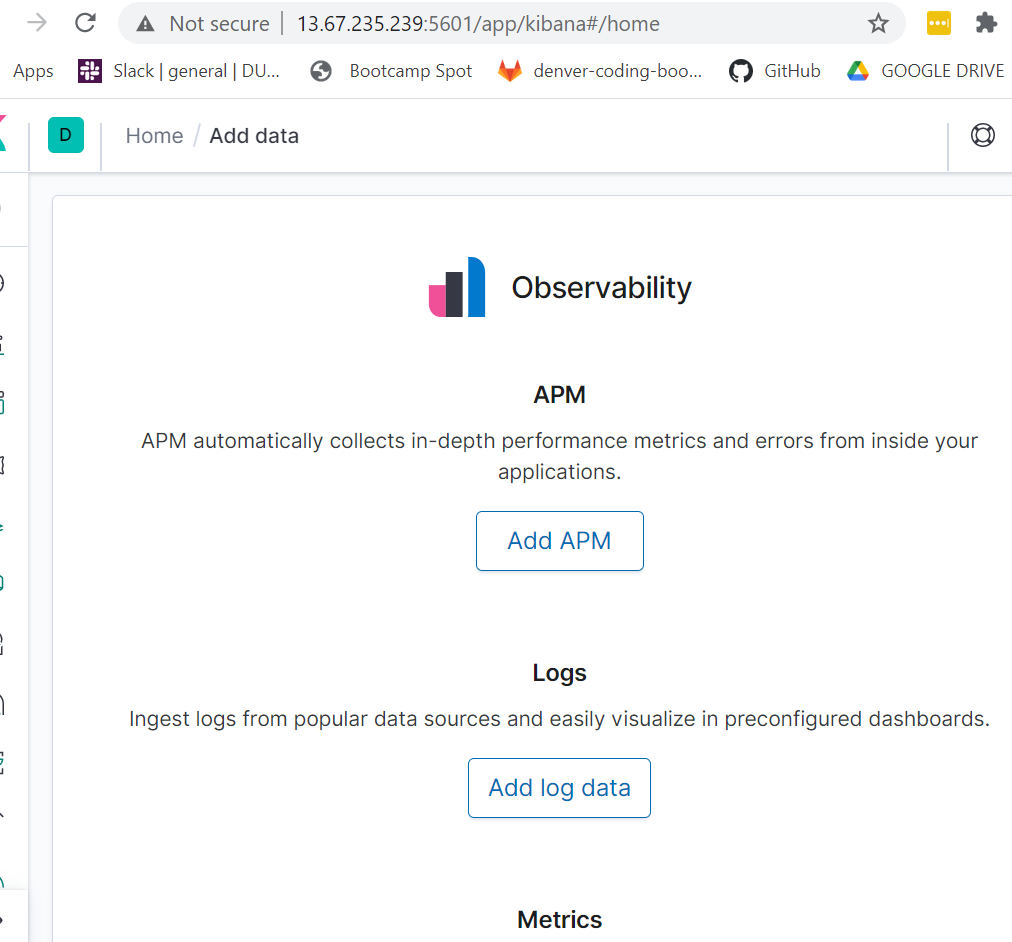 Not secure 13.67.235.239:5601/app/kibana#/home
Apps Slack | general | DU... Bootcamp Spot denver-coding-boo... GitHub GOOGLE DRIVE
D Home / Add data
Observability
APM
APM automatically collects in-depth performance metrics and errors from inside your
applications.
Add APM
Logs
Ingest logs from popular data sources and easily visualize in preconfigured dashboards.
Add log data
Metrics